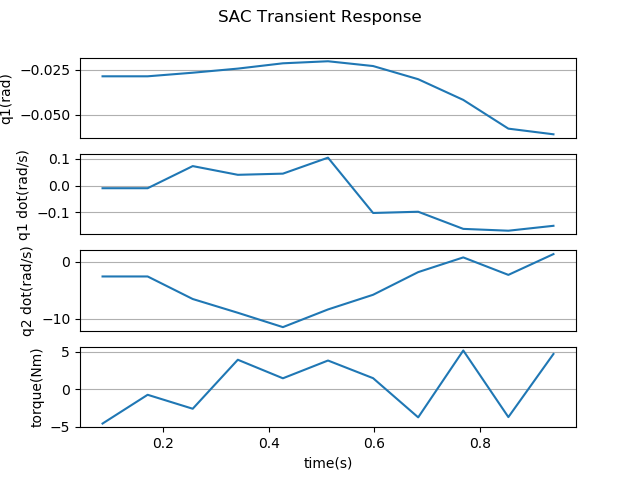 SAC Transient Response
q1(rad)
−0.025
−0.050
q1 dot(rad/s)
0.1
0.0
−0.1
q2 dot(rad/s)
0
−10
torque(Nm)
5
0
−5
0.2 0.4 0.6 0.8
time(s)